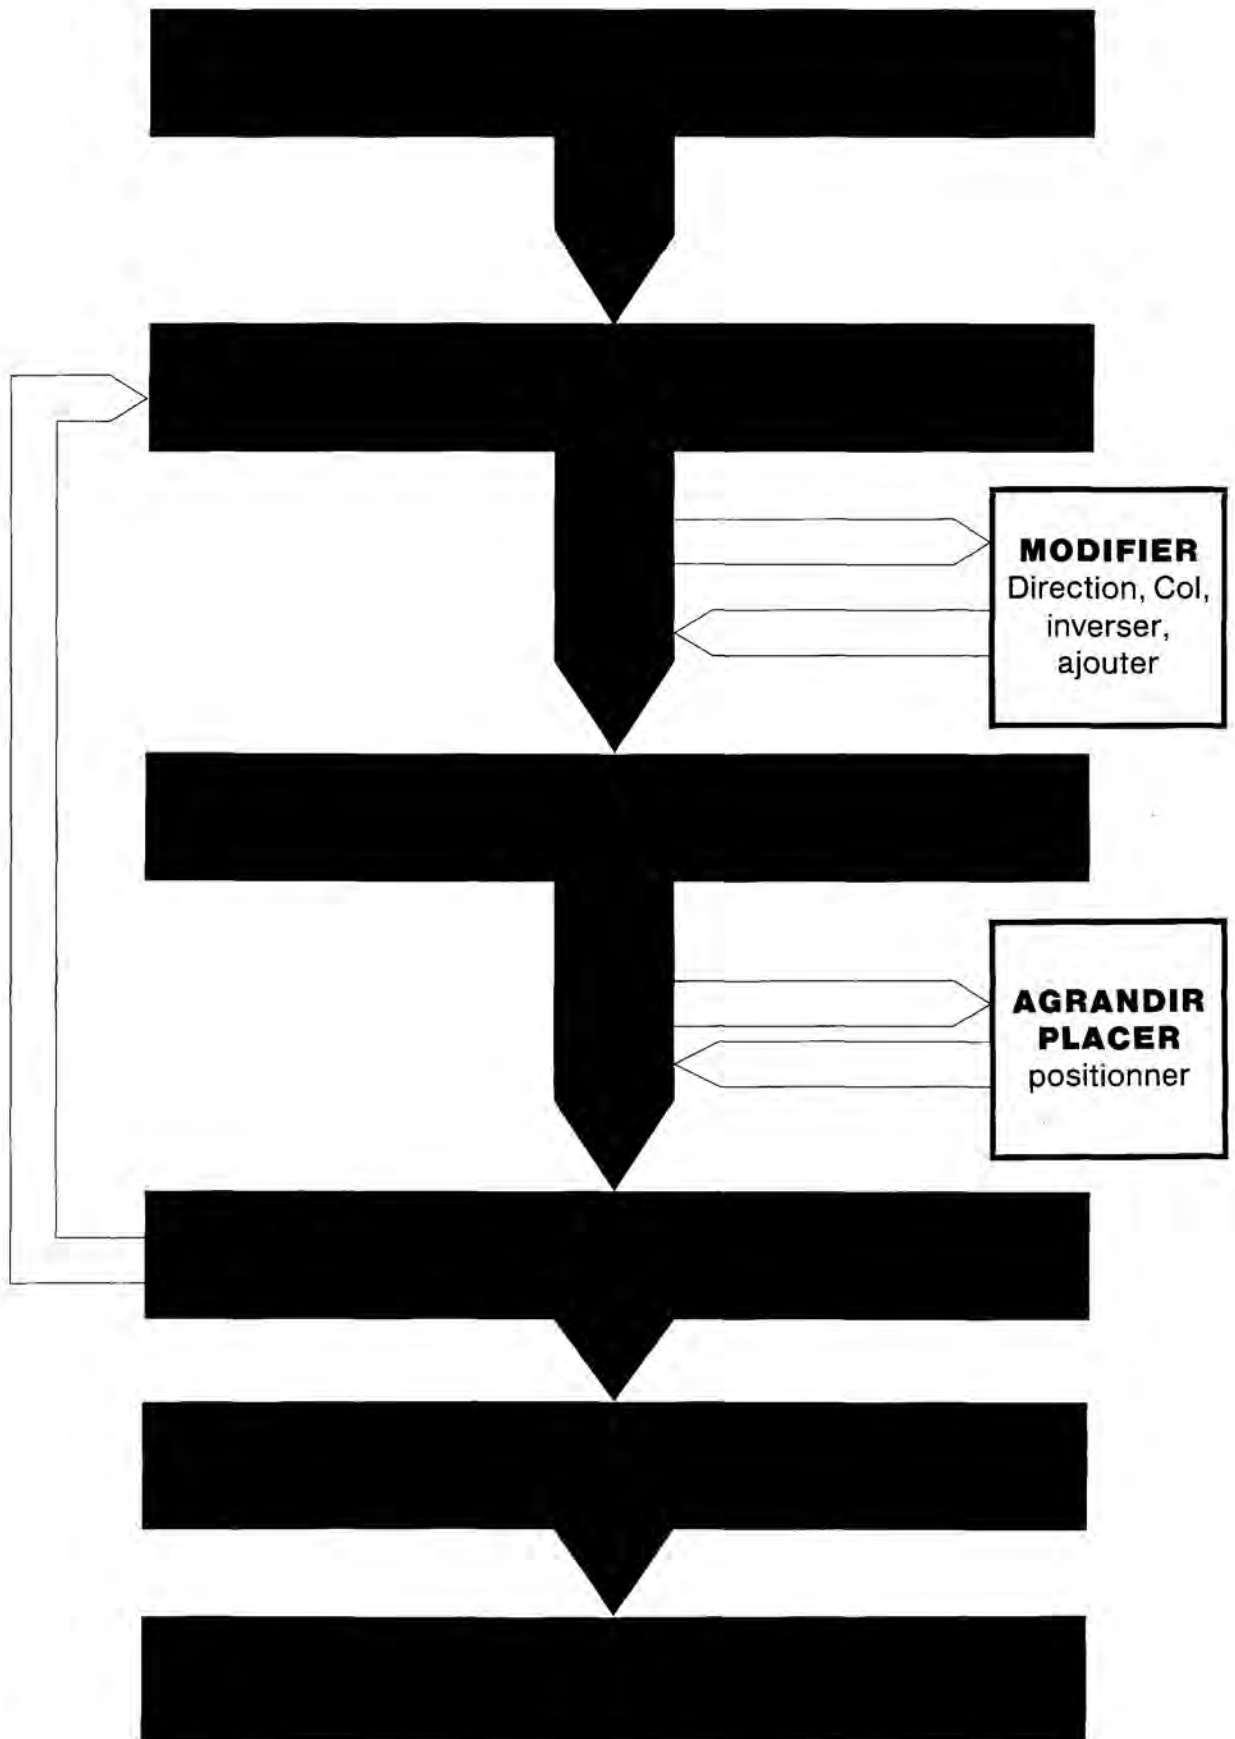 MODIFIER
Direction, Col,
inverser,
ajouter
AGRANDIR
PLACER
positionner